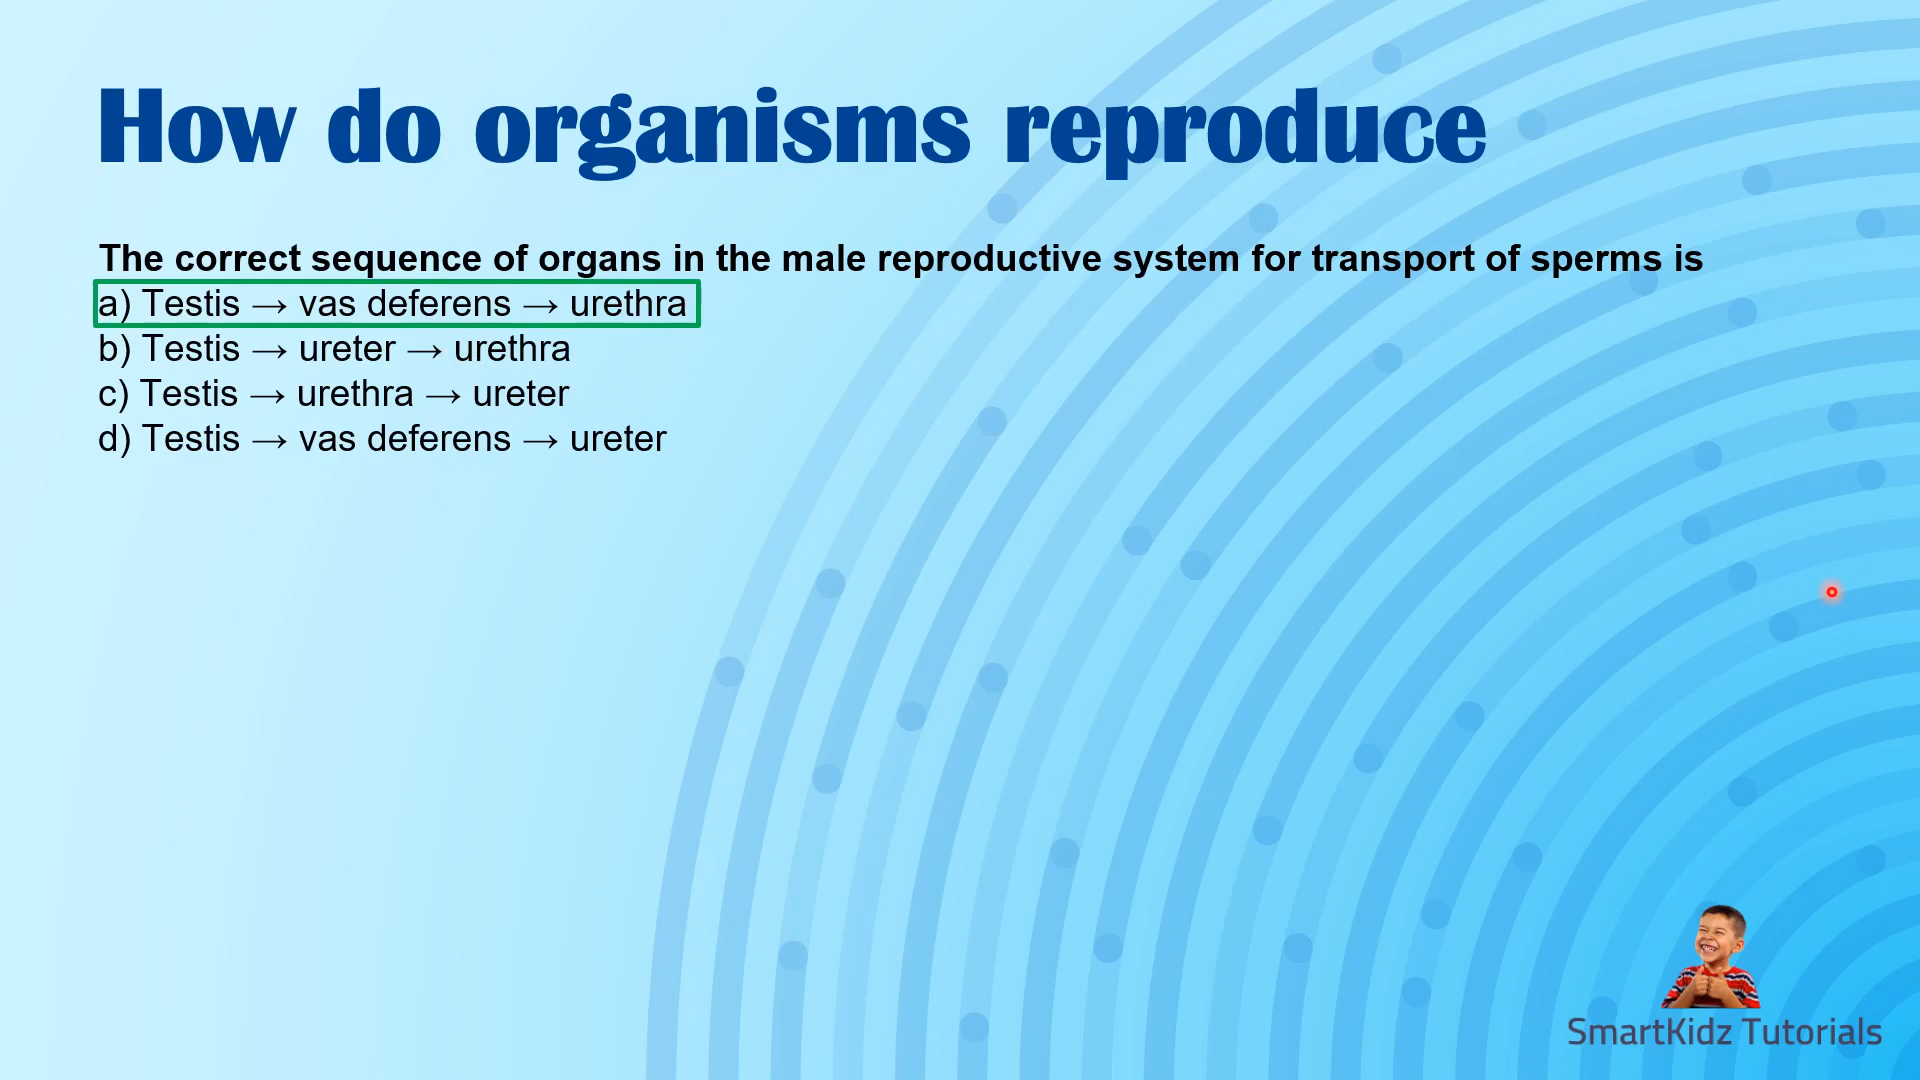 How do organisms reproduce
The correct sequence of organs in the male reproductive system for transport of sperms is
a) Testis → vas deferens → urethra
b) Testis → ureter → urethra
c) Testis → urethra → ureter
d) Testis → vas deferens → ureter
SmartKidz Tutorials